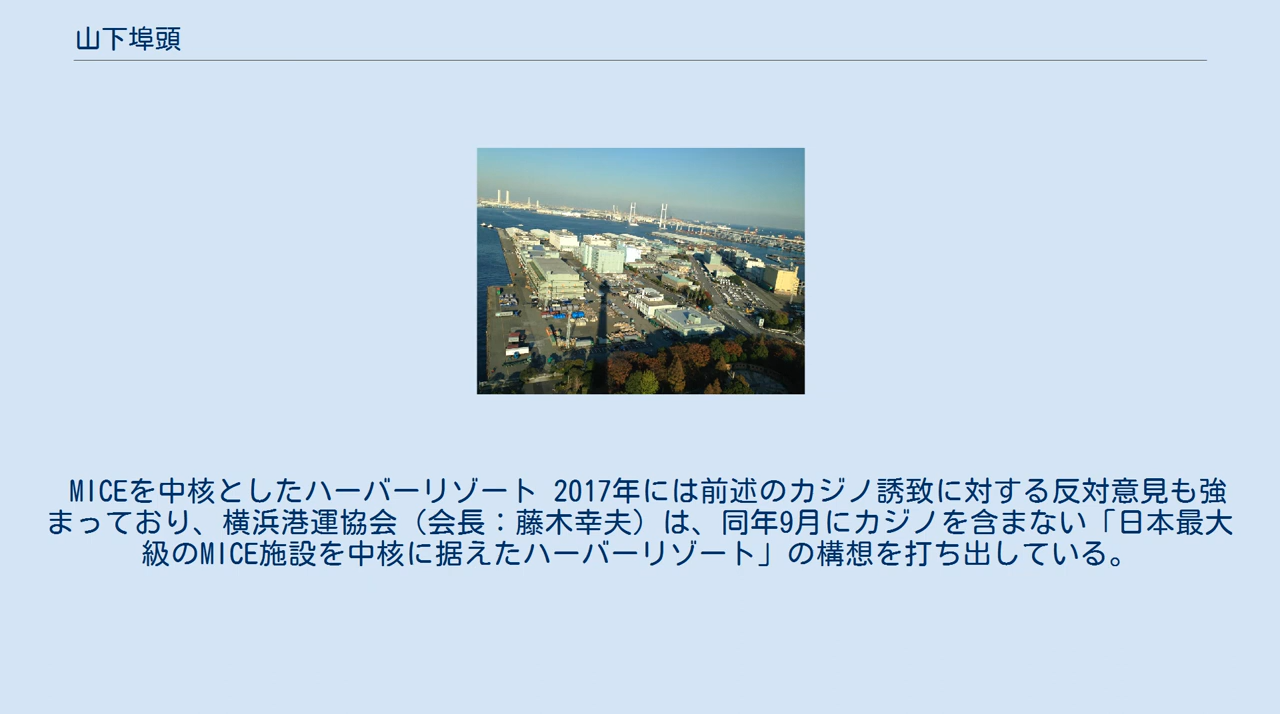 山下埠頭
MICEを中核としたハーバーリゾート 2017年には前述のカジノ誘致に対する反対意見も強
まっており、横浜港運協会（会長：藤木幸夫）は、同年9月にカジノを含まない「日本最大
級のMICE施設を中核に据えたハーバーリゾート」の構想を打ち出している。